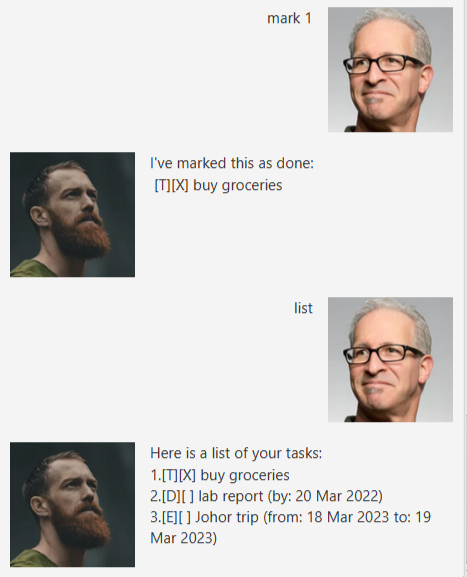 mark 1
I've marked this as done:
[T][X] buy groceries
list
Here is a list of your tasks:
1.[T][X] buy groceries
2.[D][ ] lab report (by: 20 Mar 2022)
3.[E][ ] Johor trip (from: 18 Mar 2023 to: 19
Mar 2023)